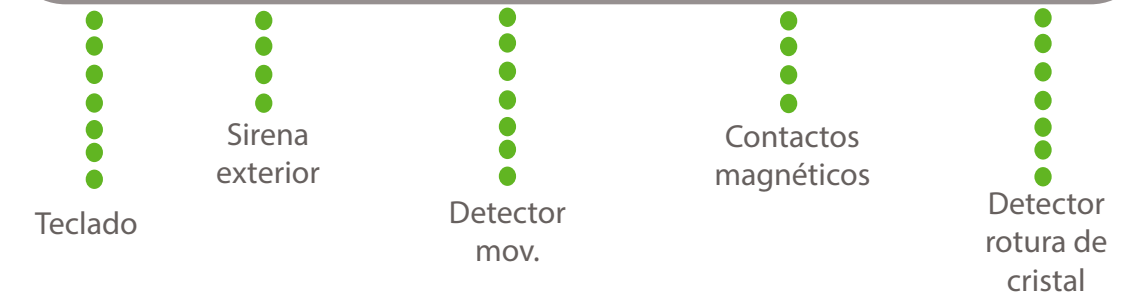 Teclado
Sirena
exterior
Detector
mov.
Contactos
magnéticos
Detector
rotura de
cristal